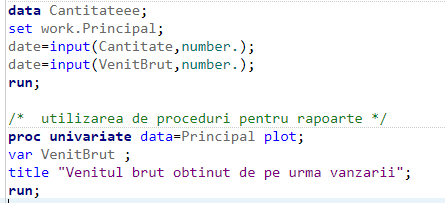 data Cantitateee;
set work.Principal;
date=input(Cantitate,number.);
date=input(VenitBrut,number.);
run;
/*  utilizarea de proceduri pentru rapoarte */
proc univariate data=Principal plot;
var VenitBrut ;
title "Venitul brut obtinut de pe urma vanzarii";
run;